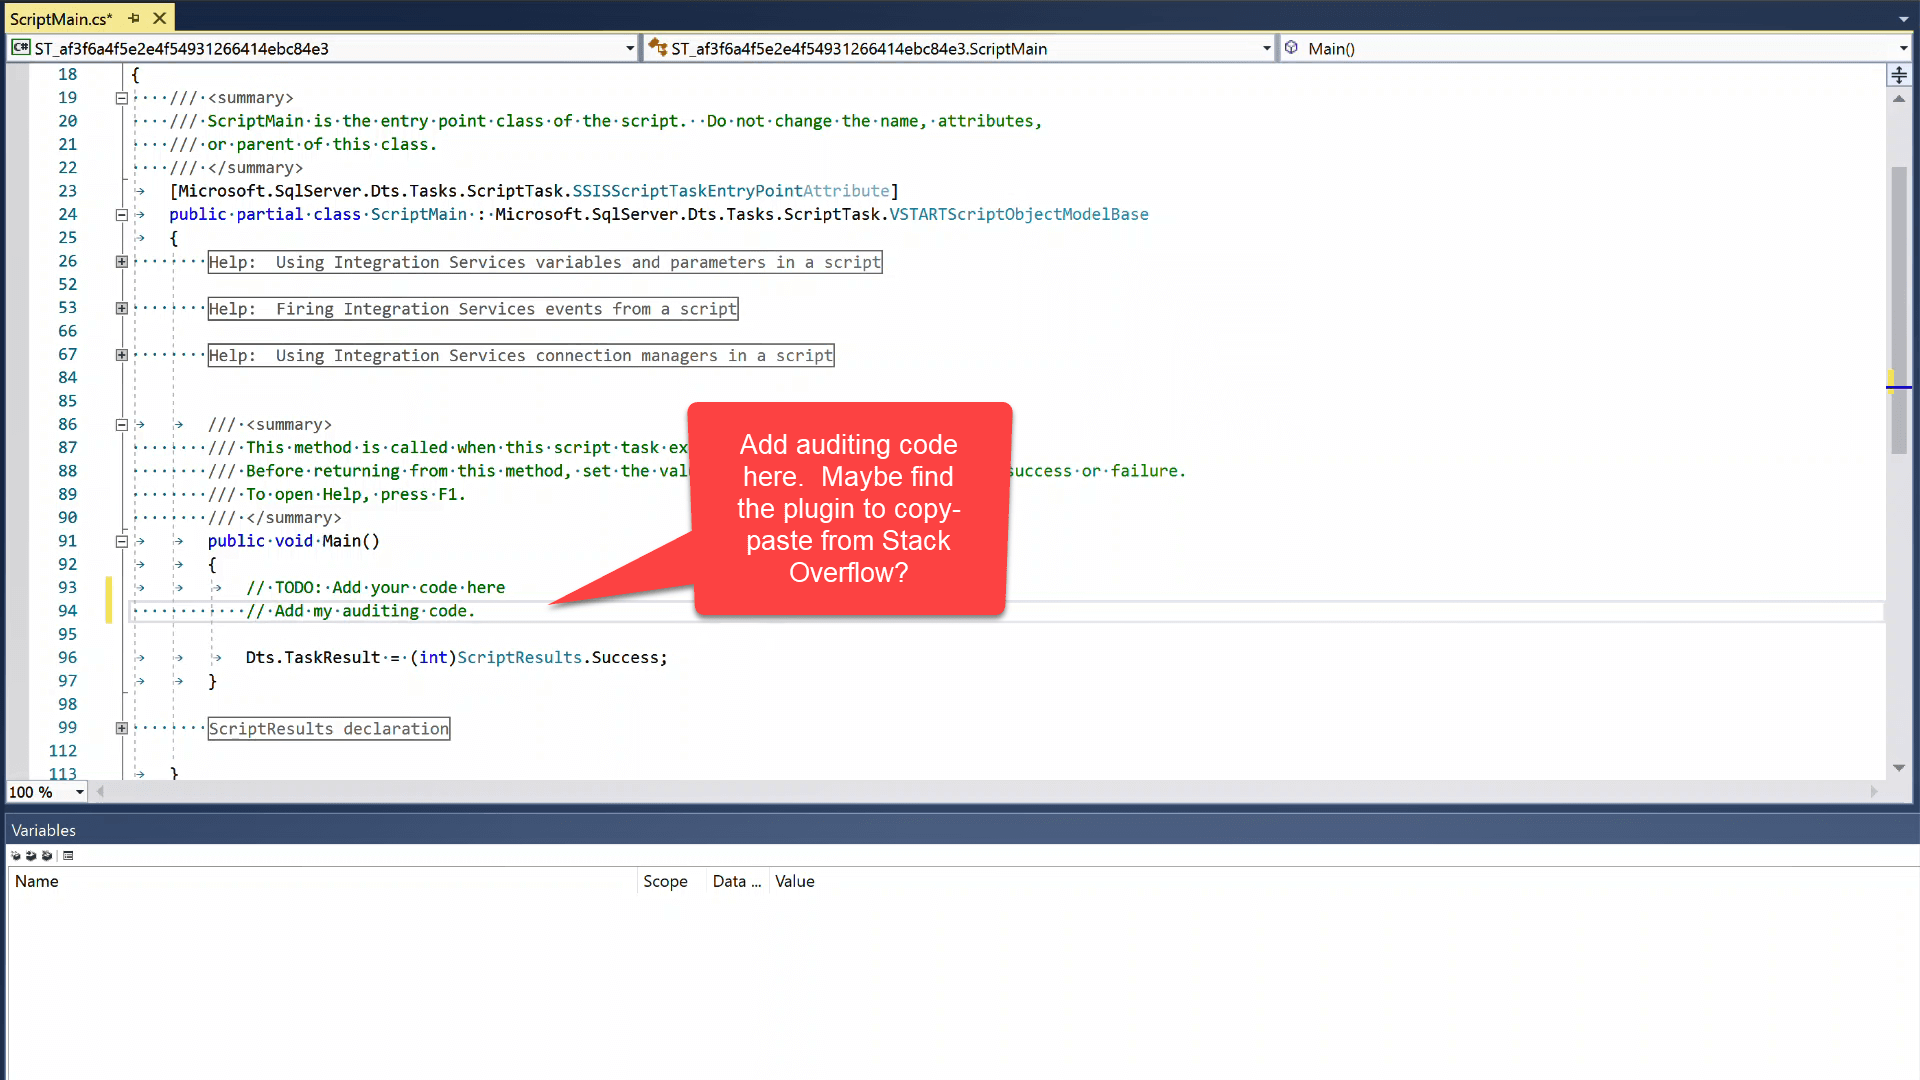 ScriptMain.cs*
C# ST_af3f6a4f5e2e4f54931266414ebc84e3
ST_af3f6a4f5e2e4f54931266414ebc84e3.ScriptMain
Main()
18 {
19 /// <summary>
20 /// ScriptMain is the entry point class of the script.  Do not change the name, attributes,
21 /// or parent of this class.
22 /// </summary>
23 [Microsoft.SqlServer.Dts.Tasks.ScriptTask.SSISScriptTaskEntryPointAttribute]
24 public partial class ScriptMain : Microsoft.SqlServer.Dts.Tasks.ScriptTask.VSTARTScriptObjectModelBase
25 {
26 Help:  Using Integration Services variables and parameters in a script
52
53 Help:  Firing Integration Services events from a script
66
67 Help:  Using Integration Services connection managers in a script
84
85
86 /// <summary>
87 /// This method is called when this script task ex
88 /// Before returning from this method, set the val success or failure.
89 /// To open Help, press F1.
90 /// </summary>
91 public void Main()
92 {
93 // TODO: Add your code here
94 // Add my auditing code.
95
96 Dts.TaskResult = (int)ScriptResults.Success;
97 }
98
99 ScriptResults declaration
112
113 }
Add auditing code
here.  Maybe find
the plugin to copy-
paste from Stack
Overflow?
100 %
Variables
Name Scope Data ... Value